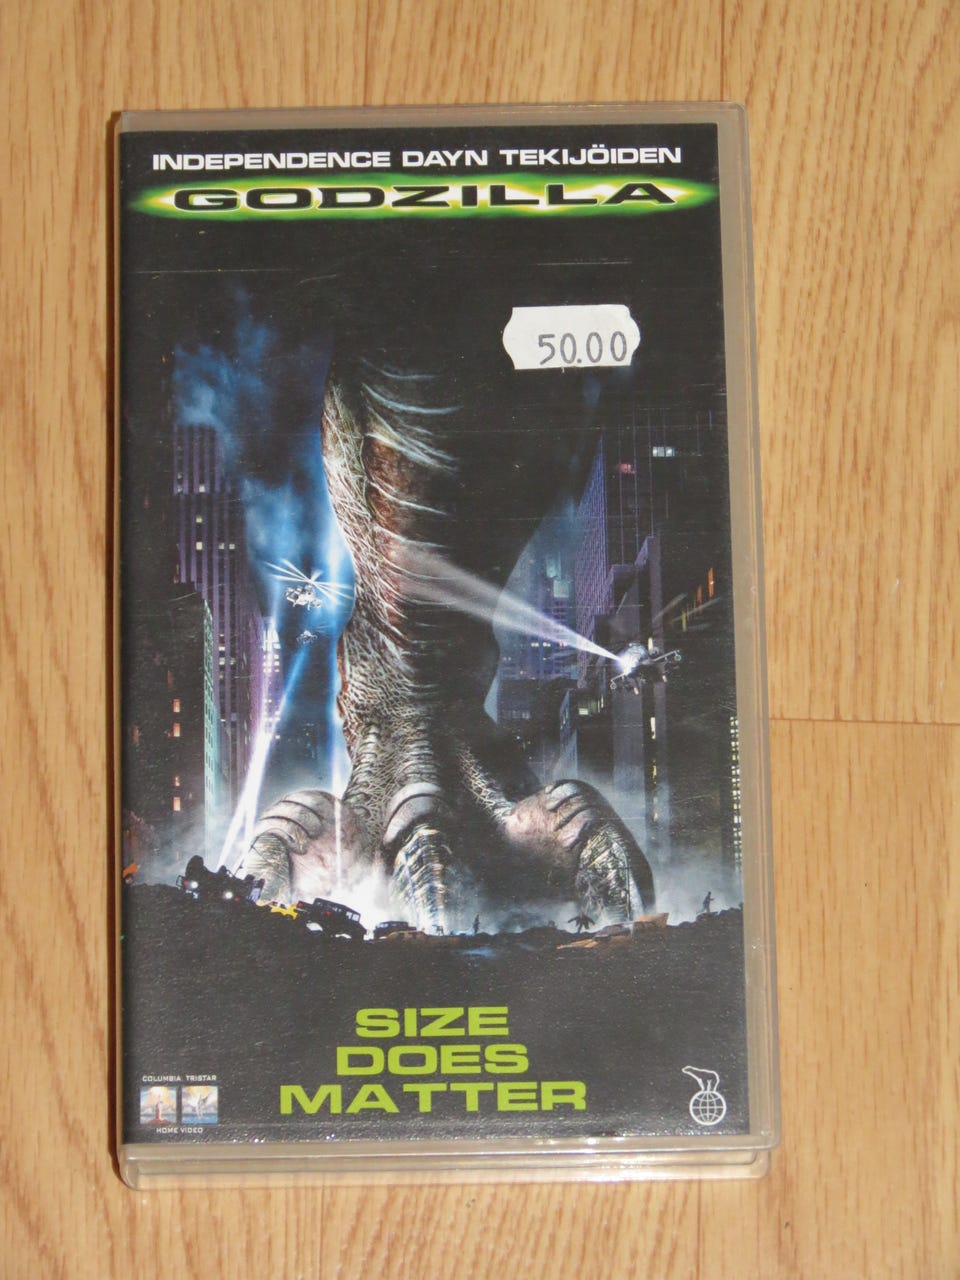 INDEPENDENCE DAYN TEKIJÖIDEN
GODZILLA
50.00
SIZE
DOES
MATTER
COLUMBIA TRISTAR
HOME VIDEO